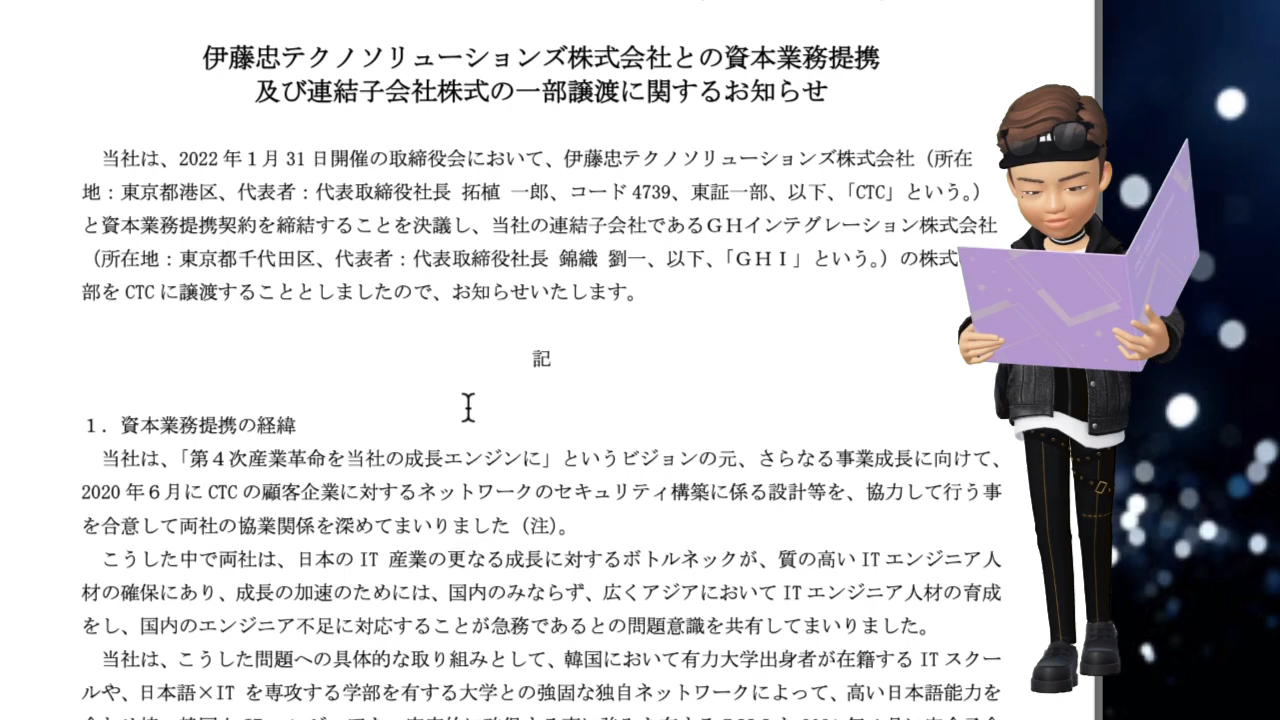 伊藤忠テクノソリューションズ株式会社との資本業務提携
及び連結子会社株式の一部譲渡に関するお知らせ
当社は、2022 年 1 月 31 日開催の取締役会において、伊藤忠テクノソリューションズ株式会社（所在
地：東京都港区、代表者：代表取締役社長 拓植 一郎、コード 4739、東証一部、以下、「CTC」という。）
と資本業務提携契約を締結することを決議し、当社の連結子会社であるＧＨインテグレーション株式会社
（所在地：東京都千代田区、代表者：代表取締役社長 錦織 劉一、以下、「ＧＨＩ」という。）の株式
部を CTC に譲渡することとしましたので、お知らせいたします。
記
１．資本業務提携の経緯
当社は、「第４次産業革命を当社の成長エンジンに」というビジョンの元、さらなる事業成長に向けて、
2020 年６月に CTC の顧客企業に対するネットワークのセキュリティ構築に係る設計等を、協力して行う事
を合意して両社の協業関係を深めてまいりました（注）。
こうした中で両社は、日本の IT 産業の更なる成長に対するボトルネックが、質の高い IT エンジニア人
材の確保にあり、成長の加速のためには、国内のみならず、広くアジアにおいて IT エンジニア人材の育成
をし、国内のエンジニア不足に対応することが急務であるとの問題意識を共有してまいりました。
当社は、こうした問題への具体的な取り組みとして、韓国において有力大学出身者が在籍する IT スクー
ルや、日本語×IT を専攻する学部を有する大学との強固な独自ネットワークによって、高い日本語能力を